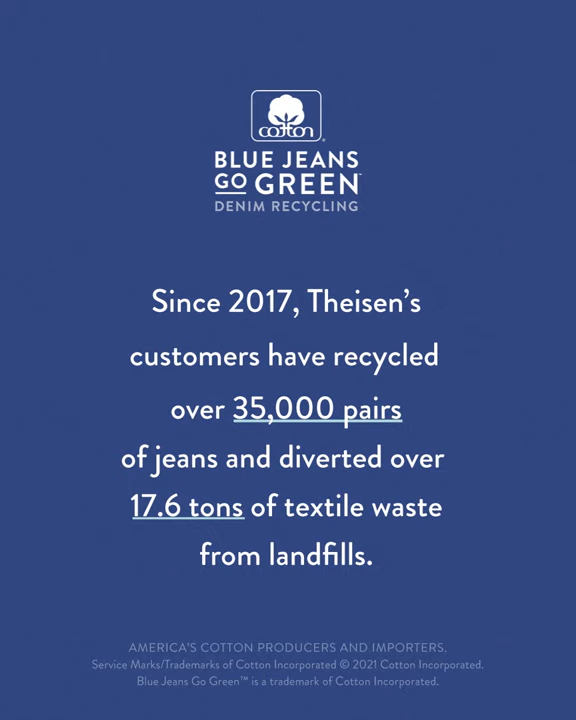 cotton
BLUE JEANS
GO GREEN™
DENIM RECYCLING
Since 2017, Theisen’s
customers have recycled
over 35,000 pairs
of jeans and diverted over
17.6 tons of textile waste
from landfills.
AMERICA’S COTTON PRODUCERS AND IMPORTERS.
Service Marks/Trademarks of Cotton Incorporated © 2021 Cotton Incorporated.
Blue Jeans Go Green™ is a trademark of Cotton Incorporated.